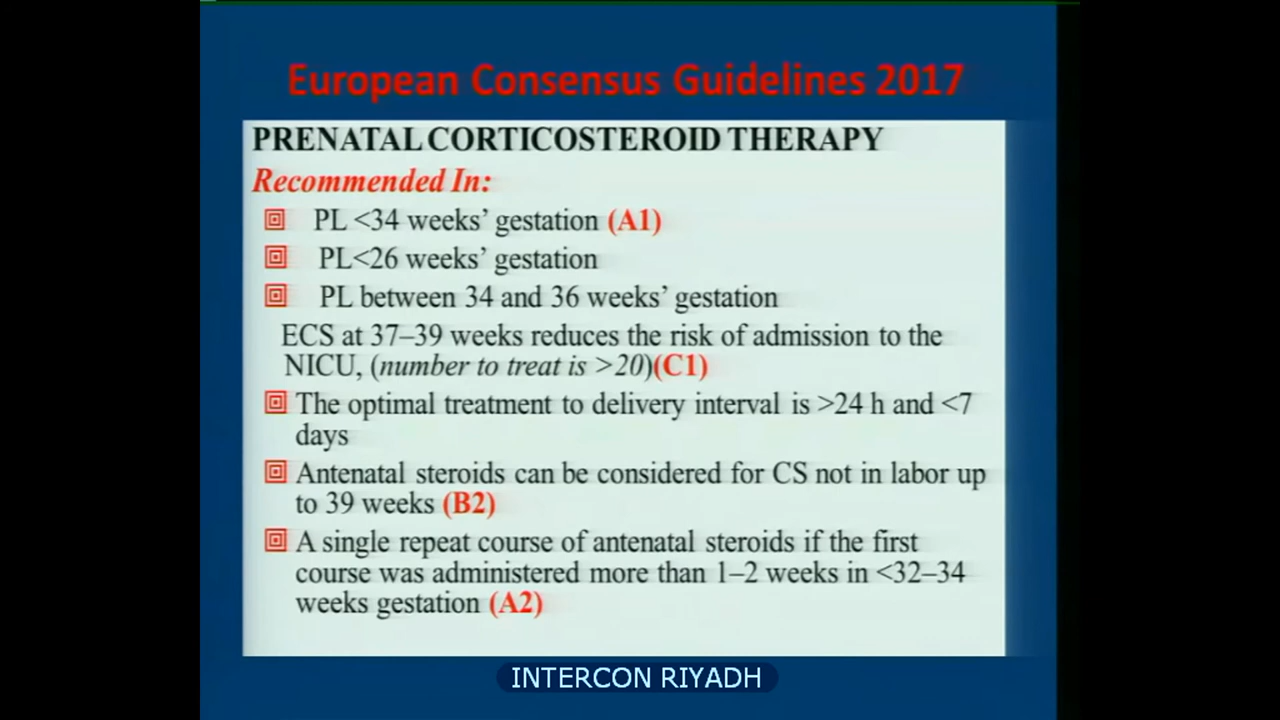 European Consensus Guidelines 2017
PRENATAL CORTICOSTEROID THERAPY
Recommended In:
PL <34 weeks’ gestation (A1)
PL<26 weeks’ gestation
PL between 34 and 36 weeks’ gestation
ECS at 37–39 weeks reduces the risk of admission to the
NICU, (number to treat is >20)(C1)
The optimal treatment to delivery interval is >24 h and <7
days
Antenatal steroids can be considered for CS not in labor up
to 39 weeks (B2)
A single repeat course of antenatal steroids if the first
course was administered more than 1–2 weeks in <32–34
weeks gestation (A2)
INTERCON RIYADH